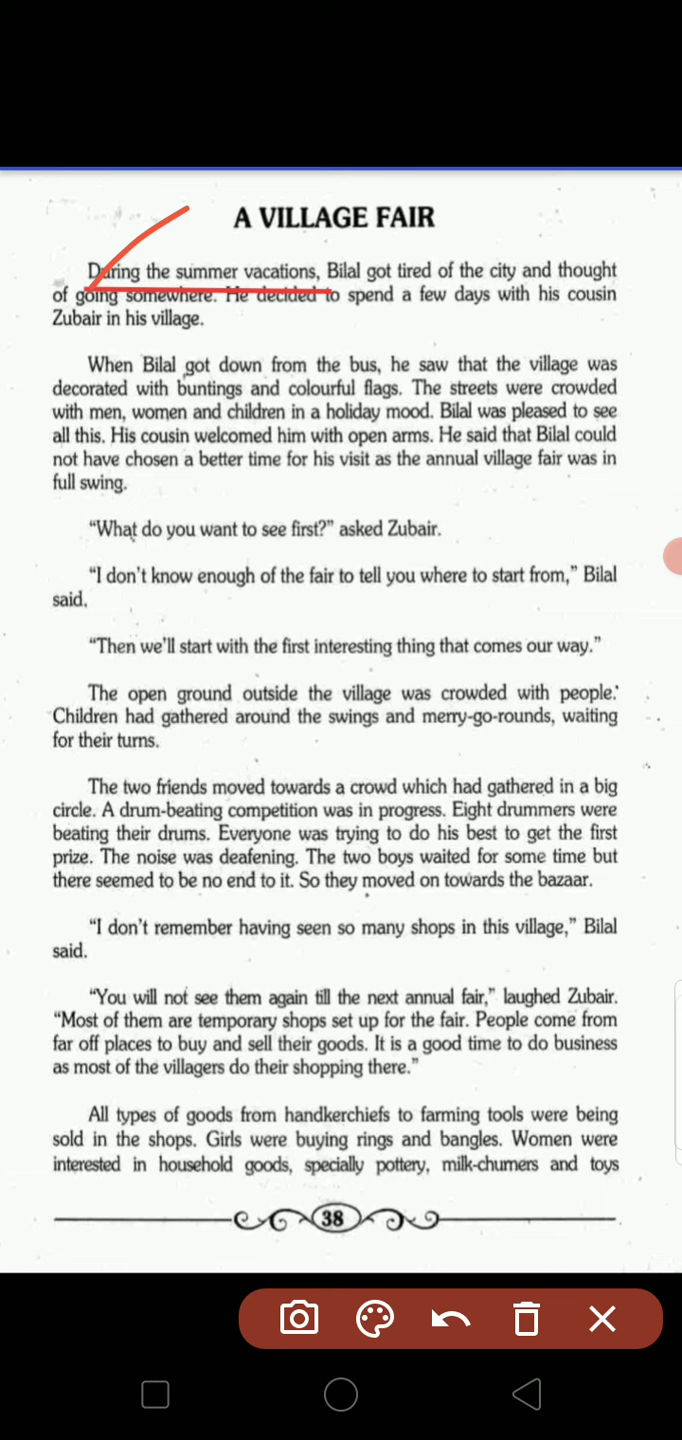 A VILLAGE FAIR
During the summer vacations, Bilal got tired of the city and thought
of going somewhere. He decided to spend a few days with his cousin
Zubair in his village.
When Bilal got down from the bus, he saw that the village was
decorated with buntings and colourful flags. The streets were crowded
with men, women and children in a holiday mood. Bilal was pleased to see
all this. His cousin welcomed him with open arms. He said that Bilal could
not have chosen a better time for his visit as the annual village fair was in
full swing.
“What do you want to see first?” asked Zubair.
“I don’t know enough of the fair to tell you where to start from,” Bilal
said.
“Then we’ll start with the first interesting thing that comes our way.”
The open ground outside the village was crowded with people.
Children had gathered around the swings and merry-go-rounds, waiting
for their turns.
The two friends moved towards a crowd which had gathered in a big
circle. A drum-beating competition was in progress. Eight drummers were
beating their drums. Everyone was trying to do his best to get the first
prize. The noise was deafening. The two boys waited for some time but
there seemed to be no end to it. So they moved on towards the bazaar.
“I don’t remember having seen so many shops in this village,” Bilal
said.
“You will not see them again till the next annual fair,” laughed Zubair.
“Most of them are temporary shops set up for the fair. People come from
far off places to buy and sell their goods. It is a good time to do business
as most of the villagers do their shopping there.”
All types of goods from handkerchiefs to farming tools were being
sold in the shops. Girls were buying rings and bangles. Women were
interested in household goods, specially pottery, milk-churners and toys
38